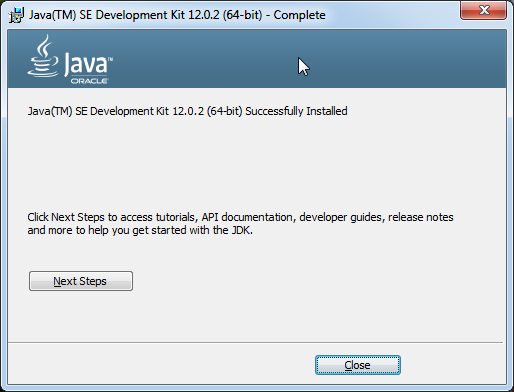 Java(TM) SE Development Kit 12.0.2 (64-bit) - Complete
Java™
ORACLE
Java(TM) SE Development Kit 12.0.2 (64-bit) Successfully Installed
Click Next Steps to access tutorials, API documentation, developer guides, release notes
and more to help you get started with the JDK.
Next Steps
Close